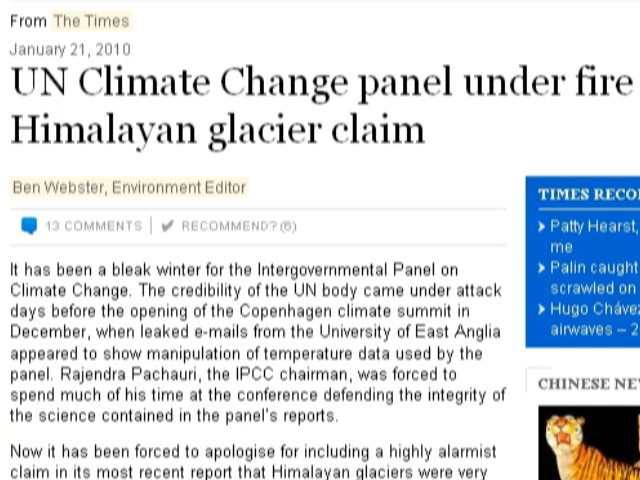 From The Times
January 21, 2010
UN Climate Change panel under fire
Himalayan glacier claim
Ben Webster, Environment Editor
13 COMMENTS | RECOMMEND? (6)
It has been a bleak winter for the Intergovernmental Panel on
Climate Change. The credibility of the UN body came under attack
days before the opening of the Copenhagen climate summit in
December, when leaked e-mails from the University of East Anglia
appeared to show manipulation of temperature data used by the
panel. Rajendra Pachauri, the IPCC chairman, was forced to
spend much of his time at the conference defending the integrity of
the science contained in the panel's reports.
Now it has been forced to apologise for including a highly alarmist
claim in its most recent report that Himalayan glaciers were very
TIMES RECO
Patty Hearst,
me
Palin caught
scrawled on
Hugo Cháve
airwaves – 2
CHINESE NE